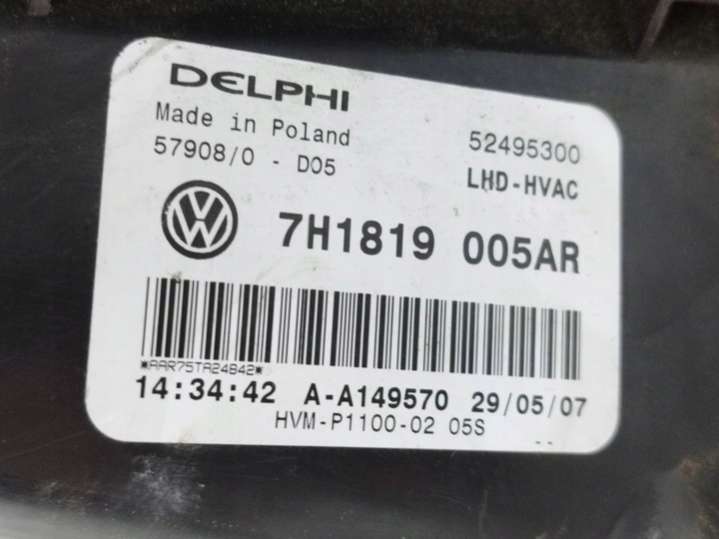 DELPHI
Made in Poland 52495300
57908/0 - D05 LHD-HVAC
VW 7H1819 005AR
*AAR75TA24842*
14:34:42 A-A149570 29/05/07
HVM-P1100-02 05S --